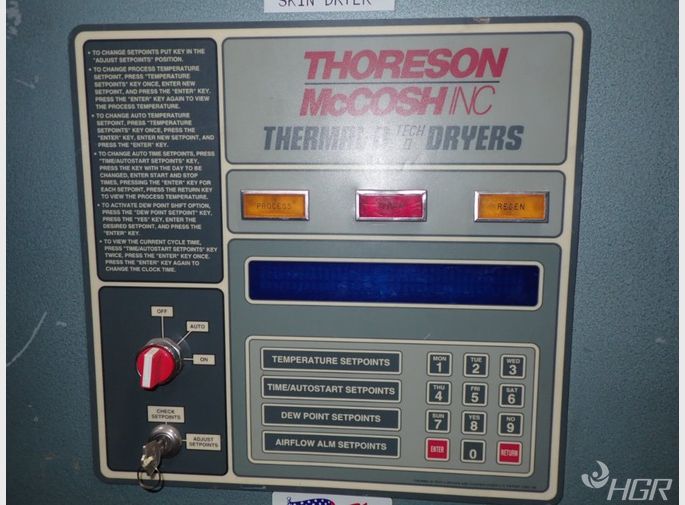 SKIN DRYER
• TO CHANGE SETPOINTS PUT KEY IN THE
"ADJUST SETPOINTS" POSITION.
• TO CHANGE PROCESS TEMPERATURE
SETPOINT, PRESS "TEMPERATURE
SETPOINTS" KEY ONCE, ENTER NEW
SETPOINT, AND PRESS THE "ENTER" KEY.
PRESS THE "ENTER" KEY AGAIN TO VIEW
THE PROCESS TEMPERATURE.
• TO CHANGE AUTO TEMPERATURE
SETPOINT, PRESS "TEMPERATURE
SETPOINTS" KEY ONCE, PRESS THE
"ENTER" KEY, ENTER NEW SETPOINT, AND
PRESS THE "ENTER" KEY.
• TO CHANGE AUTO TIME SETPOINTS, PRESS
"TIME/AUTOSTART SETPOINTS" KEY,
PRESS THE KEY WITH THE DAY TO BE
CHANGED, ENTER START AND STOP
TIMES, PRESSING THE "ENTER" KEY FOR
EACH SETPOINT, PRESS THE RETURN KEY
TO VIEW THE PROCESS TEMPERATURE.
• TO ACTIVATE DEW POINT SHIFT OPTION,
PRESS THE "DEW POINT SETPOINT" KEY,
PRESS THE "YES" KEY, ENTER THE
DESIRED SETPOINT, AND PRESS THE
"ENTER" KEY.
• TO VIEW THE CURRENT CYCLE TIME,
PRESS "TIME/AUTOSTART SETPOINTS" KEY
TWICE, PRESS THE "ENTER" KEY ONCE.
PRESS THE "ENTER" KEY AGAIN TO
CHANGE THE CLOCK TIME.
THORESON
McCOSH INC
TECH
II DRYERS
PROCESS
REGEN
OFF
AUTO
ON
CHECK
SETPOINTS
ADJUST
SETPOINTS
TEMPERATURE SETPOINTS
TIME/AUTOSTART SETPOINTS
DEW POINT SETPOINTS
AIRFLOW ALM SETPOINTS
MON TUE WED
1 2 3
THU FRI SAT
4 5 6
SUN YES NO
7 8 9
ENTER 0 RETURN
HGR